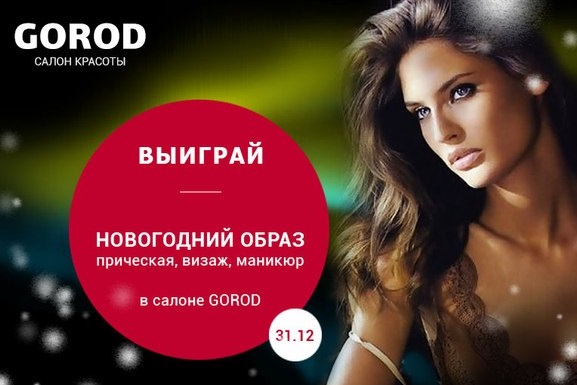 GOROD
САЛОН КРАСОТЫ
ВЫИГРАЙ
НОВОГОДНИЙ ОБРАЗ
прическая, визаж, маникюр
в салоне GOROD
31.12